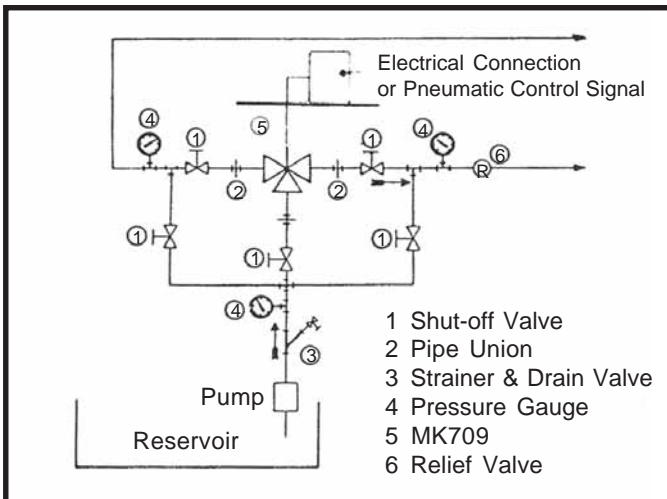 Electrical Connection
or Pneumatic Control Signal
4
5
1
1
4
6
2
2
R
1
1
1
4
3
Pump
Reservoir
1 Shut-off Valve
2 Pipe Union
3 Strainer & Drain Valve
4 Pressure Gauge
5 MK709
6 Relief Valve